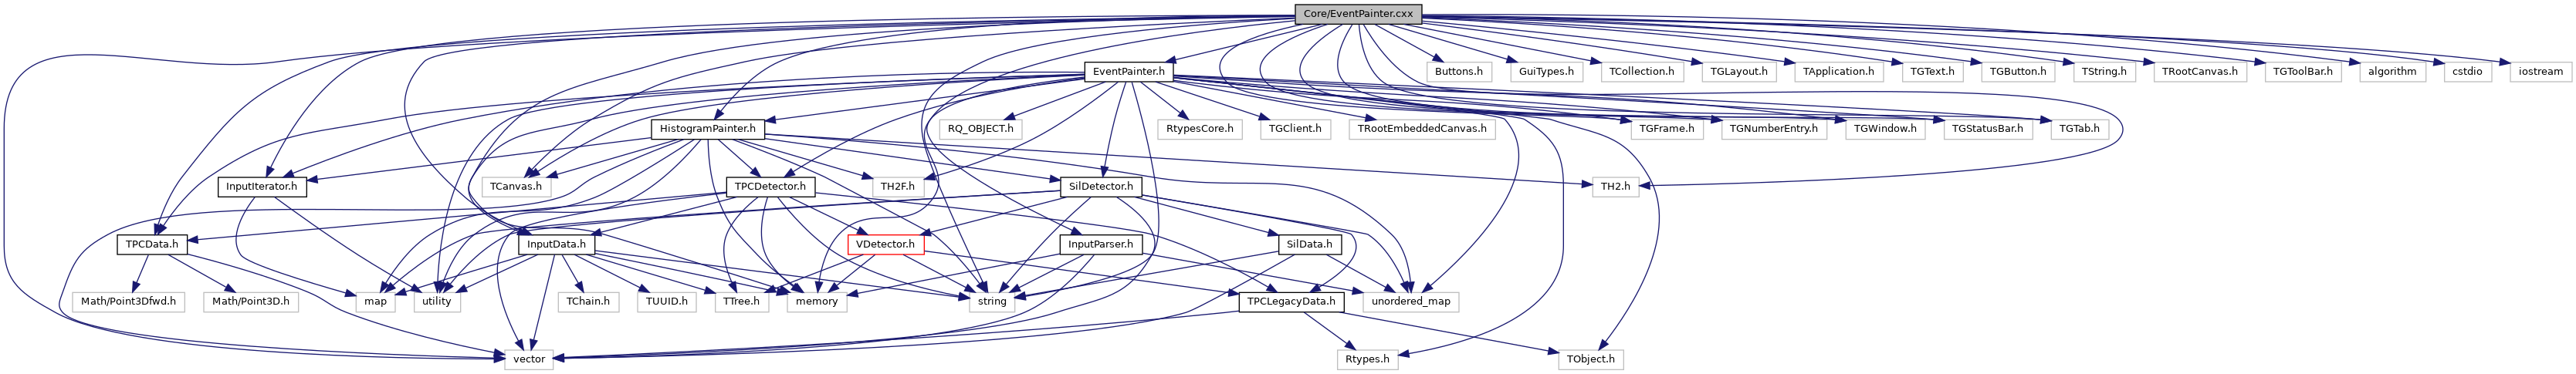 Core/EventPainter.cxx
EventPainter.h
Buttons.h
GuiTypes.h
TCollection.h
TGLayout.h
TApplication.h
TGText.h
TGButton.h
TString.h
TRootCanvas.h
TGToolBar.h
algorithm
cstdio
iostream
HistogramPainter.h
RQ_OBJECT.h
RtypesCore.h
TGClient.h
TRootEmbeddedCanvas.h
TGFrame.h
TGNumberEntry.h
TGWindow.h
TGStatusBar.h
TGTab.h
InputIterator.h
TCanvas.h
TPCDetector.h
TH2F.h
SilDetector.h
TH2.h
TPCData.h
InputData.h
VDetector.h
InputParser.h
SilData.h
Math/Point3Dfwd.h
Math/Point3D.h
map
utility
TChain.h
TUUID.h
TTree.h
memory
string
TPCLegacyData.h
unordered_map
vector
Rtypes.h
TObject.h